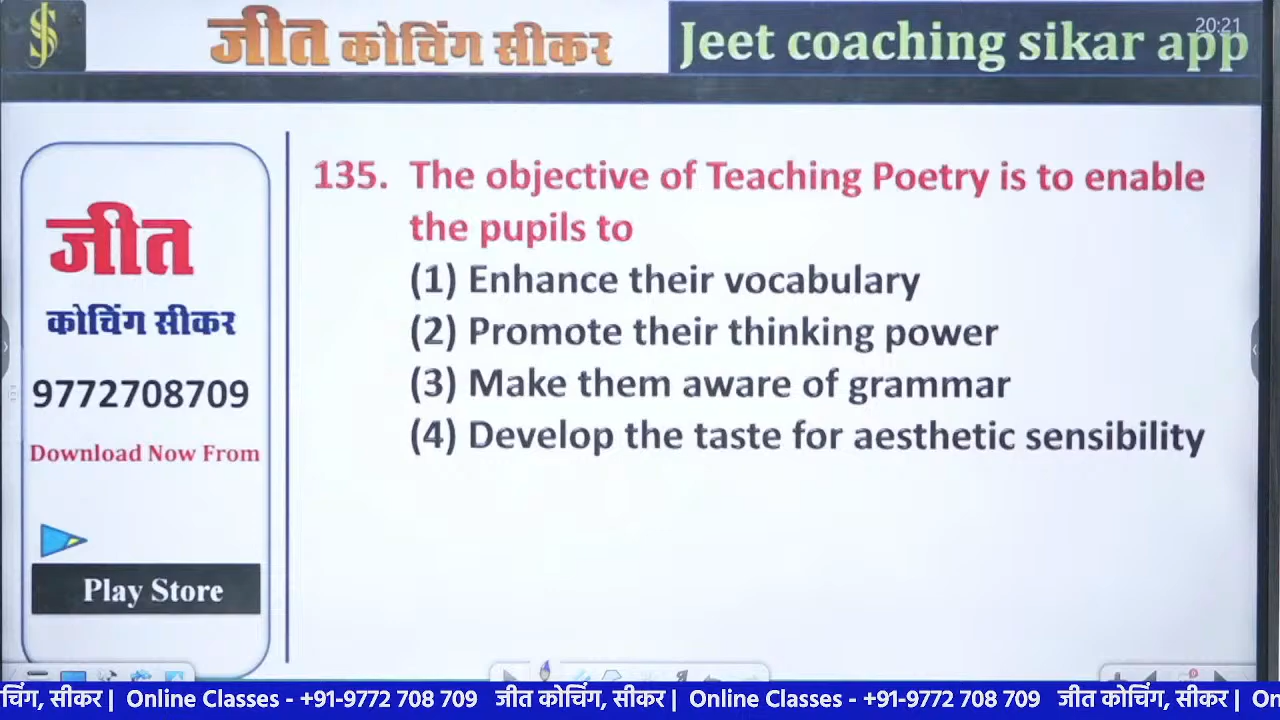 जीत कोचिंग सीकर
Jeet coaching sikar app
20:21
जीत
कोचिंग सीकर
9772708709
Download Now From
Play Store
135. The objective of Teaching Poetry is to enable
the pupils to
(1) Enhance their vocabulary
(2) Promote their thinking power
(3) Make them aware of grammar
(4) Develop the taste for aesthetic sensibility
चिंग, सीकर | Online Classes - +91-9772 708 709 जीत कोचिंग, सीकर | Online Classes - +91-9772 708 709 जीत कोचिंग, सीकर | On